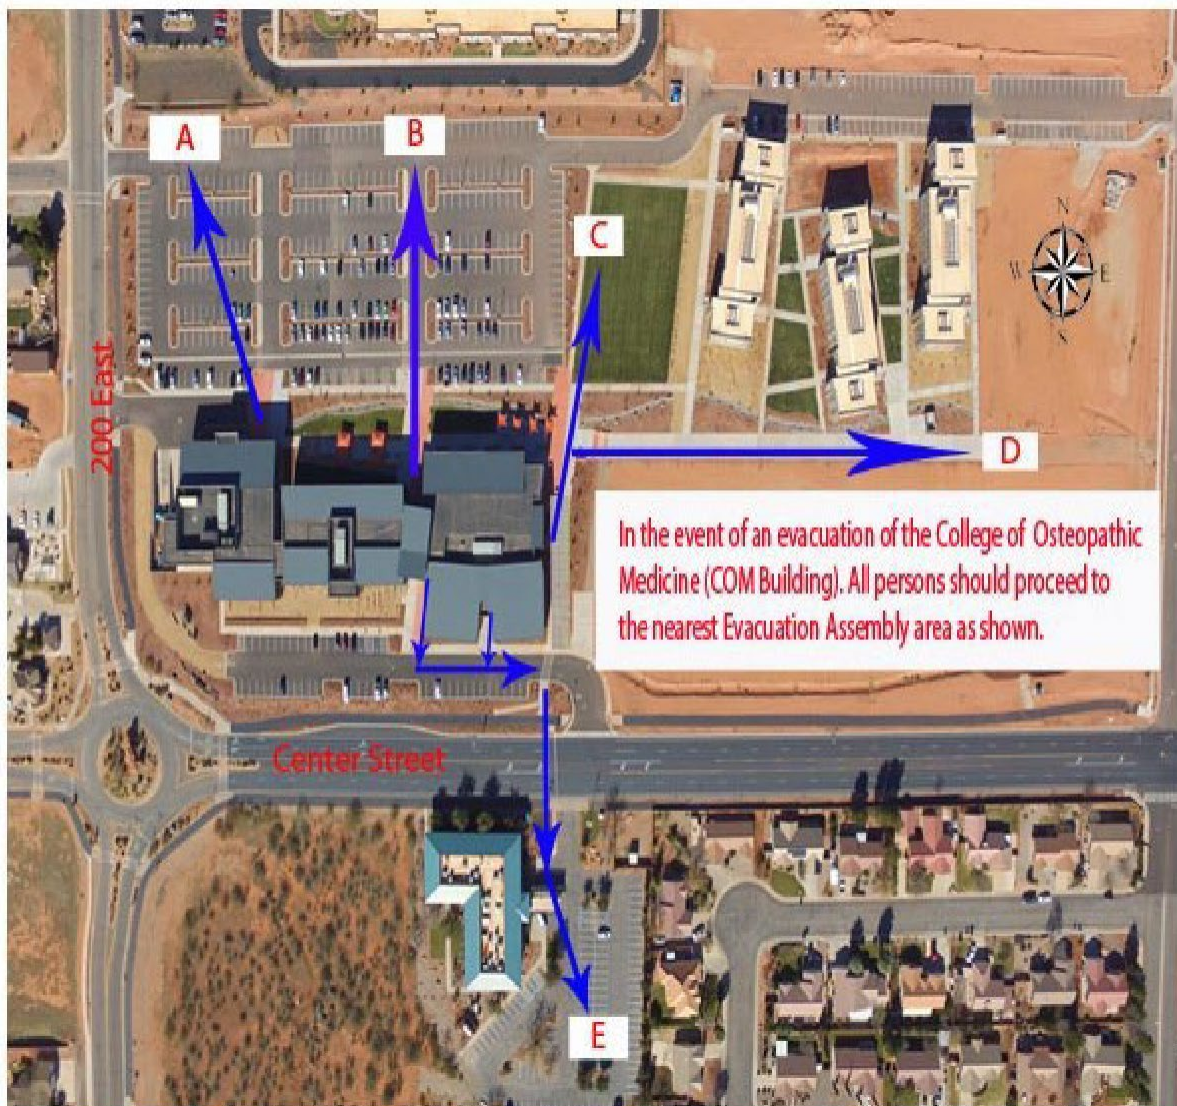 A
B
C
N
W E
S
200 East
D
In the event of an evacuation of the College of Osteopathic
Medicine (COM Building). All persons should proceed to
the nearest Evacuation Assembly area as shown.
Center Street
E